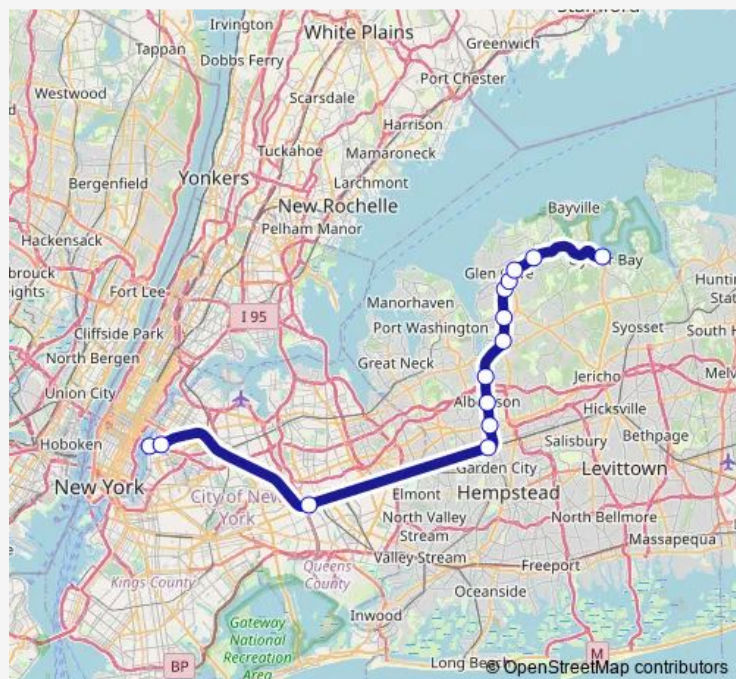 Stamford
Irvington
White Plains
Tappan
Greenwich
Dobbs Ferry
Port Chester
Westwood
Scarsdale
Harrison
Tuckahoe
Mamaroneck
Bergenfield
Yonkers
Larchmont
New Rochelle
Bayville
Pelham Manor
Hackensack
Glen
Bay
Fort Lee
Manorhaven
I 95
Cliffside Park
Port Washington
Syosset
South H
North Bergen
Great Neck
Jericho
Melv
Union City
Hicksville
Hoboken
Salisbury
Bethpage
Garden City
Levittown
New York
City of New
York
Elmont
Hempstead
North Valley
Stream
North Bellmore
Massapequa
Valley Stream
Freeport
Kings County
Queens
County
Oceanside
Gateway
National
Recreation
Area
Inwood
BP
Long Beach
M
© OpenStreetMap contributors